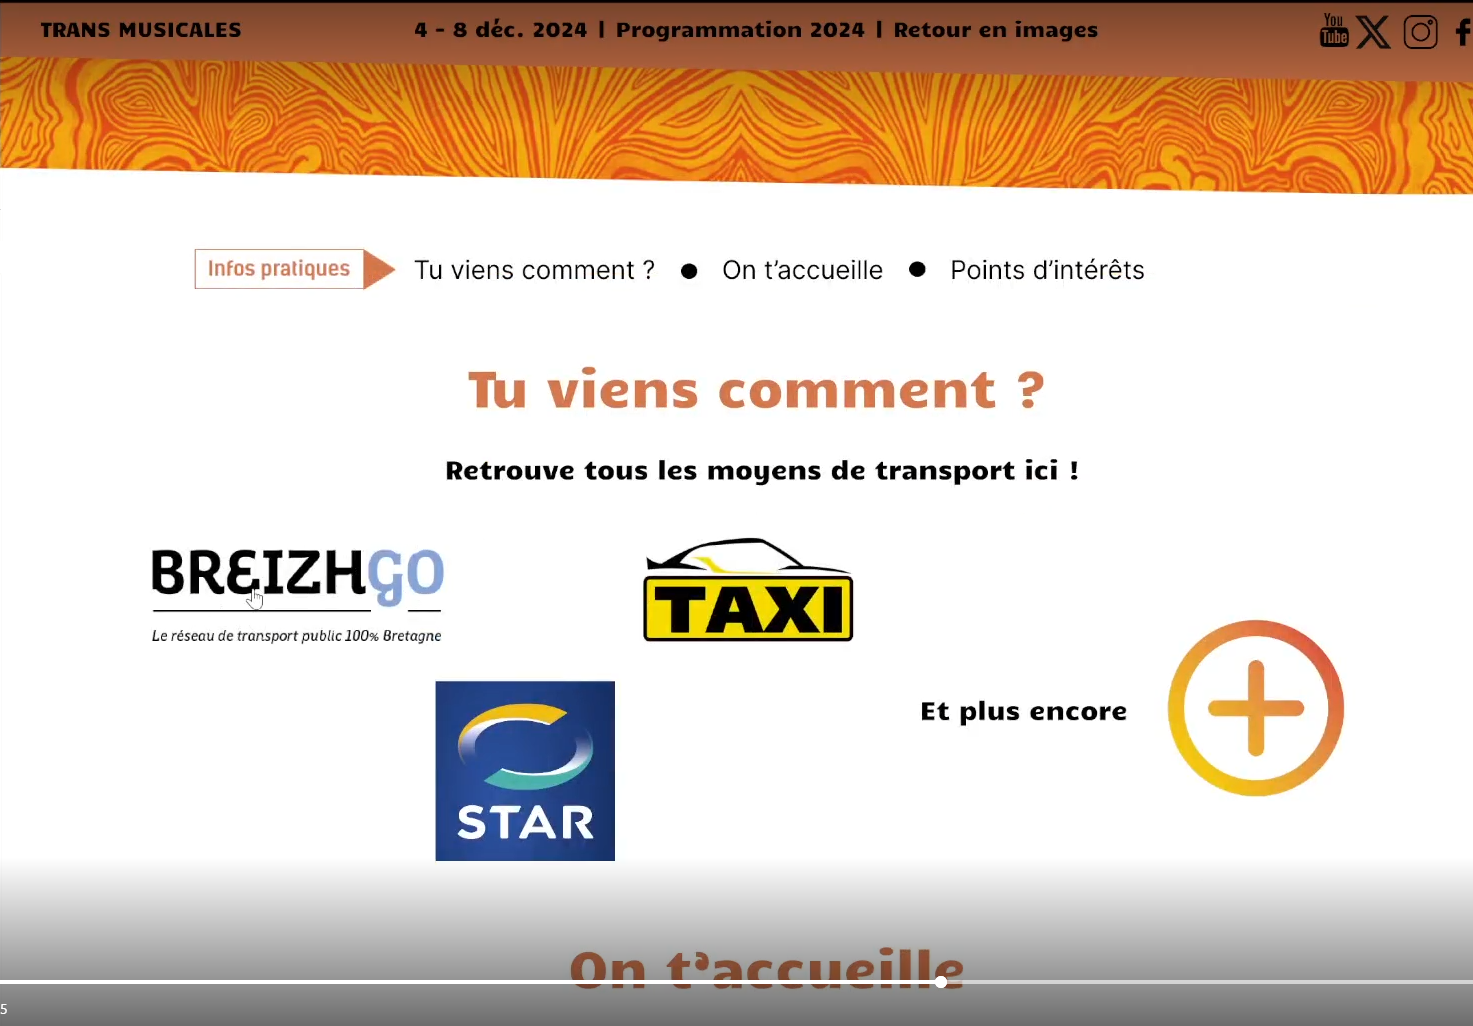 TRANS MUSICALES
4 - 8 déc. 2024 | Programmation 2024 | Retour en images
You
Tube
Infos pratiques
Tu viens comment ? ● On t’accueille ● Points d’intérêts
Tu viens comment ?
Retrouve tous les moyens de transport ici !
BRƐIZHGO
Le réseau de transport public 100% Bretagne
TAXI
STAR
Et plus encore
On t’accueille
5